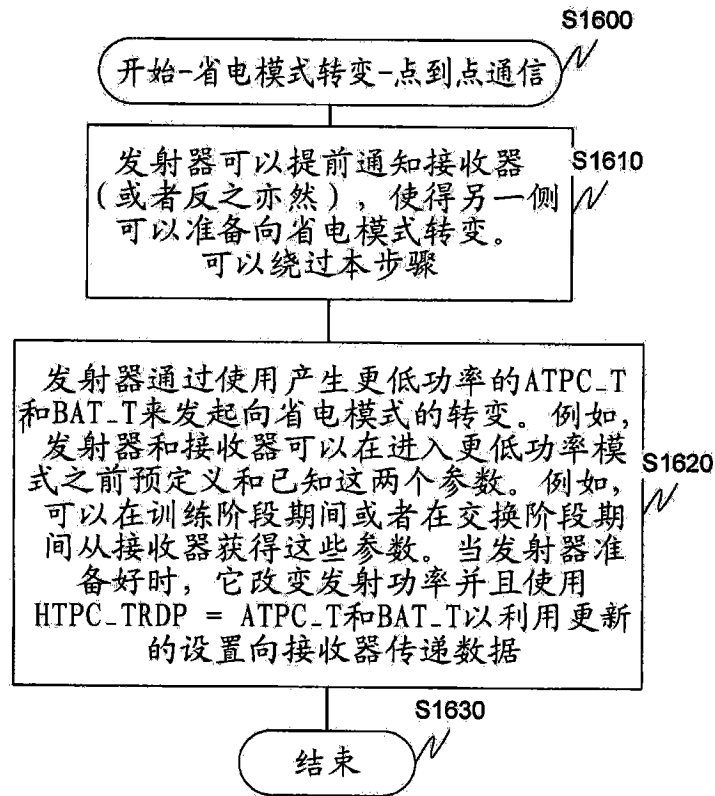 S1600
开始-省电模式转变-点到点通信
发射器可以提前通知接收器
(或者反之亦然),使得另一侧
可以准备向省电模式转变。
可以绕过本步骤
S1610
发射器通过使用产生更低功率的ATPC_T
和BAT_T来发起向省电模式的转变。例如,
发射器和接收器可以在进入更低功率模
式之前预定义和已知这两个参数。例如,
可以在训练阶段期间或者在交换阶段期
间从接收器获得这些参数。当发射器准
备好时,它改变发射功率并且使用
HTPC_TRDP = ATPC_T和BAT_T以利用更新
的设置向接收器传递数据
S1620
S1630
结束